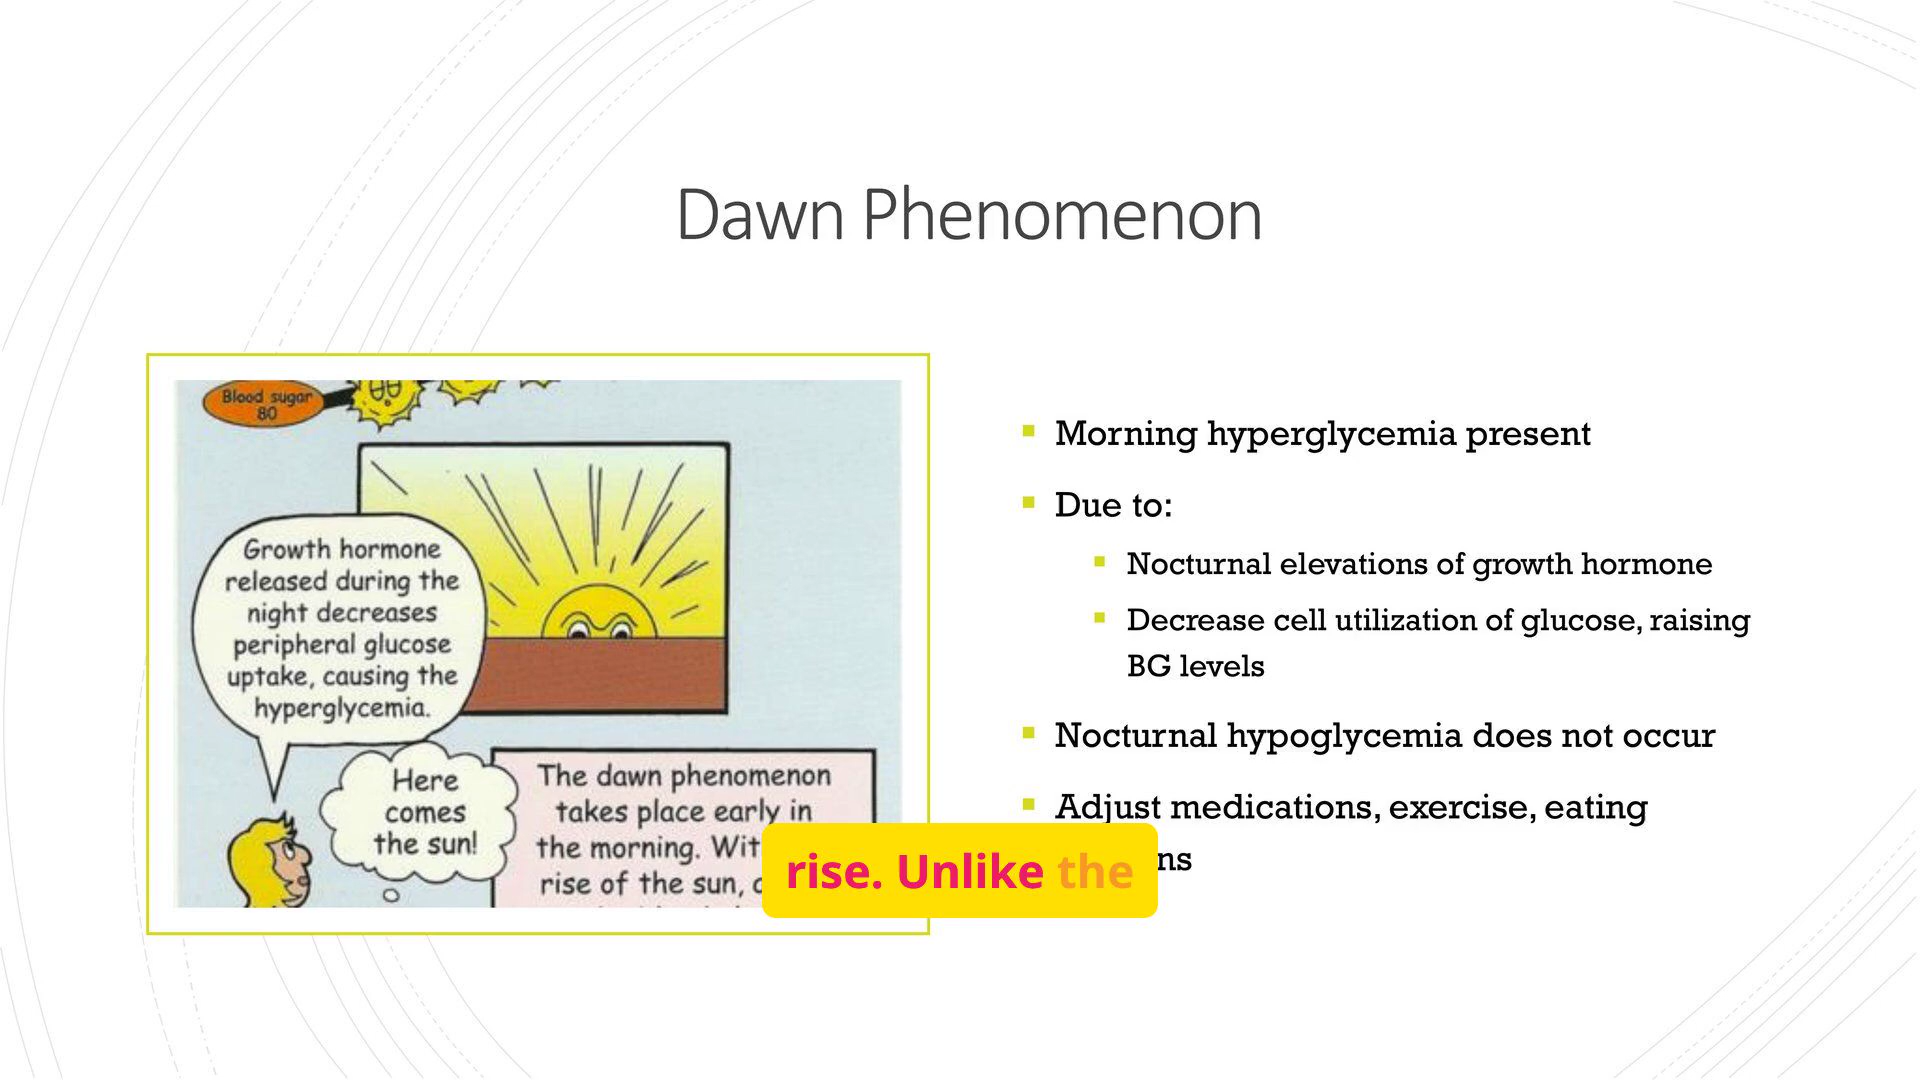 Dawn Phenomenon
Blood sugar
80
Growth hormone
released during the
night decreases
peripheral glucose
uptake, causing the
hyperglycemia.
Here
comes
the sun!
The dawn phenomenon
takes place early in
the morning.
rise of the sun,
Morning hyperglycemia present
Due to:
Nocturnal elevations of growth hormone
Decrease cell utilization of glucose, raising
BG levels
Nocturnal hypoglycemia does not occur
Adjust medications, exercise, eating
rise. Unlike the